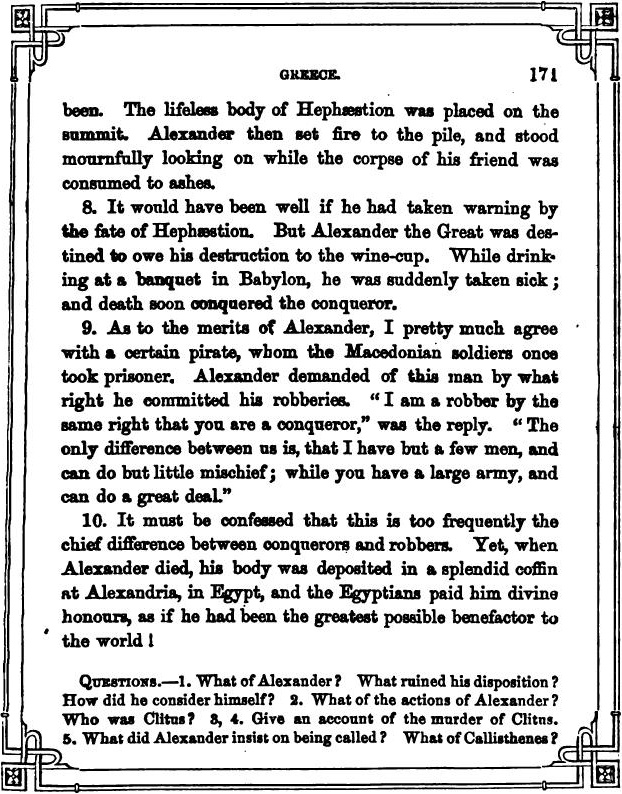 GREECE. 171
been. The lifeless body of Hephæstion was placed on the
summit. Alexander then set fire to the pile, and stood
mournfully looking on while the corpse of his friend was
consumed to ashes.
8. It would have been well if he had taken warning by
the fate of Hephæstion. But Alexander the Great was des-
tined to owe his destruction to the wine-cup. While drink-
ing at a banquet in Babylon, he was suddenly taken sick;
and death soon conquered the conqueror.
9. As to the merits of Alexander, I pretty much agree
with a certain pirate, whom the Macedonian soldiers once
took prisoner. Alexander demanded of this man by what
right he committed his robberies. "I am a robber by the
same right that you are a conqueror," was the reply. "The
only difference between us is, that I have but a few men, and
can do but little mischief; while you have a large army, and
can do a great deal."
10. It must be confessed that this is too frequently the
chief difference between conquerors and robbers. Yet, when
Alexander died, his body was deposited in a splendid coffin
at Alexandria, in Egypt, and the Egyptians paid him divine
honours, as if he had been the greatest possible benefactor to
the world!
QUESTIONS.—1. What of Alexander? What ruined his disposition?
How did he consider himself? 2. What of the actions of Alexander?
Who was Clitus? 3, 4. Give an account of the murder of Clitus.
5. What did Alexander insist on being called? What of Callisthenes?